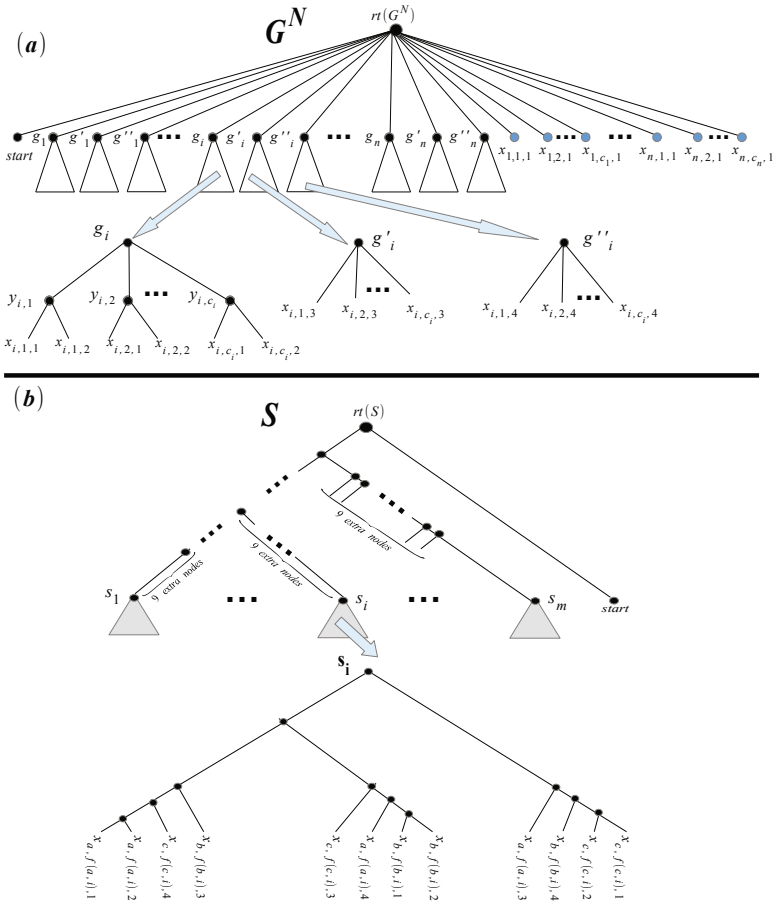 (a)
G^N
rt(G^N)
start g_1 g'_1 g''_1 ... g_i g'_i g''_i ... g_n g'_n g''_n x_{1,1,1} x_{1,2,1} ... x_{1,c_1,1} ... x_{n,1,1} x_{n,2,1} ... x_{n,c_n,1}
g_i g'_i g''_i
y_{i,1} y_{i,2} ... y_{i,c_i}
x_{i,1,3} x_{i,2,3} ... x_{i,c_i,3} x_{i,1,4} x_{i,2,4} ... x_{i,c_i,4}
x_{i,1,1} x_{i,1,2} x_{i,2,1} x_{i,2,2} x_{i,c_i,1} x_{i,c_i,2}
(b)
S
rt(S)
9 extra nodes
9 extra nodes
9 extra nodes
s_1 ... s_i ... s_m start
s_i
x_{a,f(a,i),1}
x_{a,f(a,i),2}
x_{c,f(c,i),4}
x_{b,f(b,i),3}
x_{c,f(c,i),3}
x_{a,f(a,i),4}
x_{b,f(b,i),1}
x_{b,f(b,i),2}
x_{a,f(a,i),3}
x_{b,f(b,i),4}
x_{c,f(c,i),2}
x_{c,f(c,i),1}